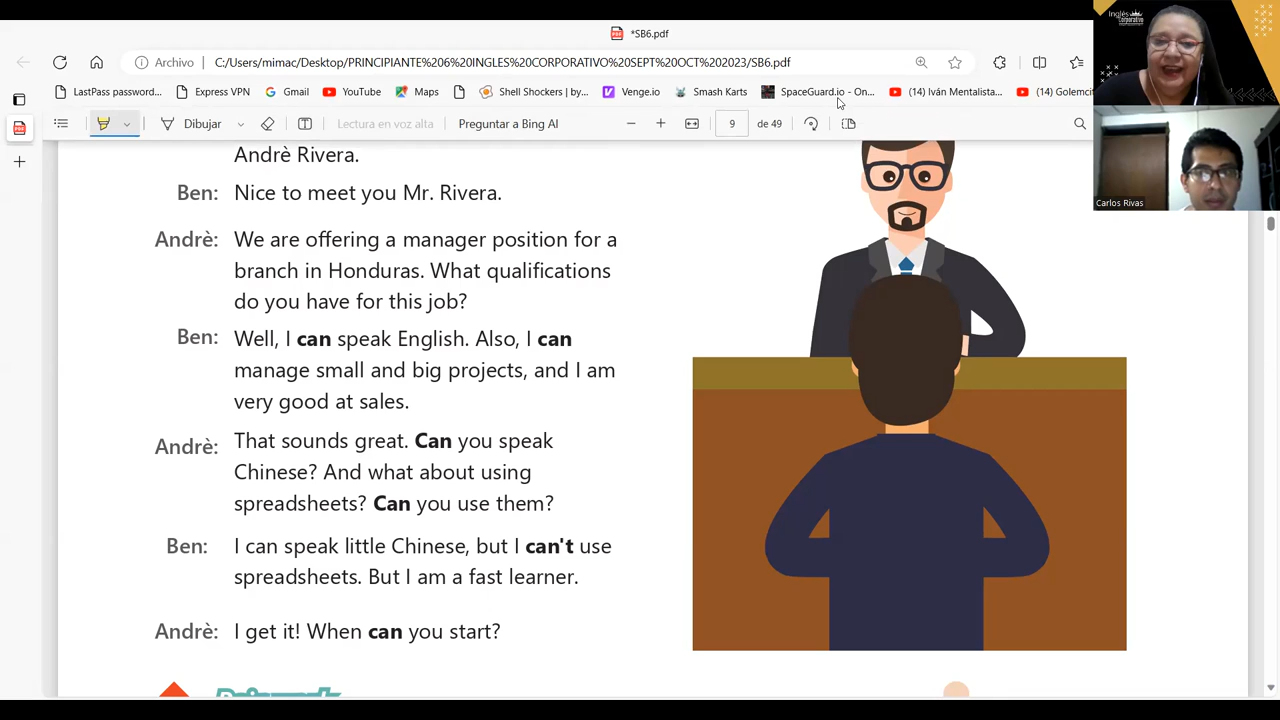 *SB6.pdf
Archivo C:/Users/mimac/Desktop/PRINCIPIANTE%206%20INGLES%20CORPORATIVO%20SEPT%20OCT%202023/SB6.pdf
LastPass password... Express VPN Gmail YouTube Maps Shell Shockers | by... Venge.io Smash Karts SpaceGuard.io - On... (14) Iván Mentalista... (14) Golemcit
Dibujar Lectura en voz alta Preguntar a Bing AI 9 de 49
Inglés
Corporativo
Carlos Rivas
Andrè Rivera.
Ben: Nice to meet you Mr. Rivera.
Andrè: We are offering a manager position for a
branch in Honduras. What qualifications
do you have for this job?
Ben: Well, I can speak English. Also, I can
manage small and big projects, and I am
very good at sales.
Andrè: That sounds great. Can you speak
Chinese? And what about using
spreadsheets? Can you use them?
Ben: I can speak little Chinese, but I can't use
spreadsheets. But I am a fast learner.
Andrè: I get it! When can you start?